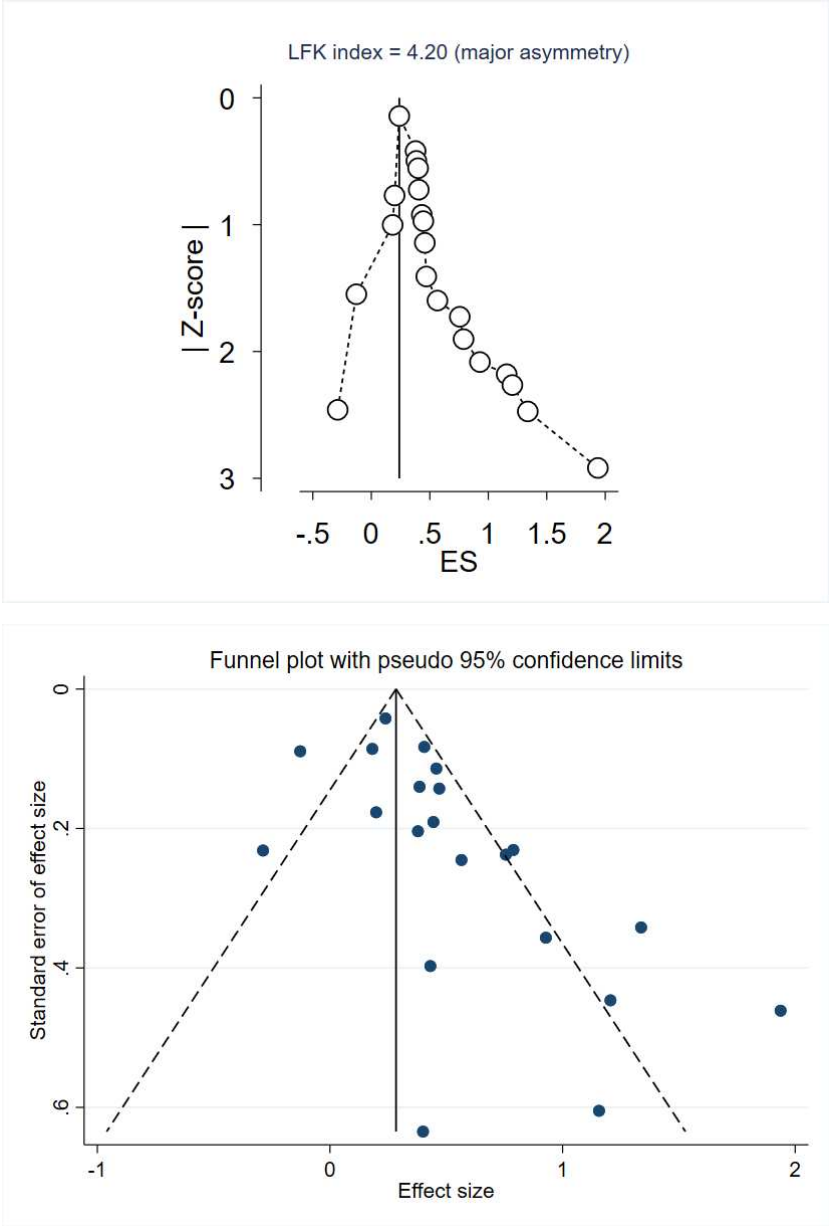 LFK index = 4.20 (major asymmetry)
0
1
2
3
| Z-score |
-.5 0 .5 1 1.5 2
ES
Funnel plot with pseudo 95% confidence limits
0
.2
.4
.6
Standard error of effect size
-1 0 1 2
Effect size